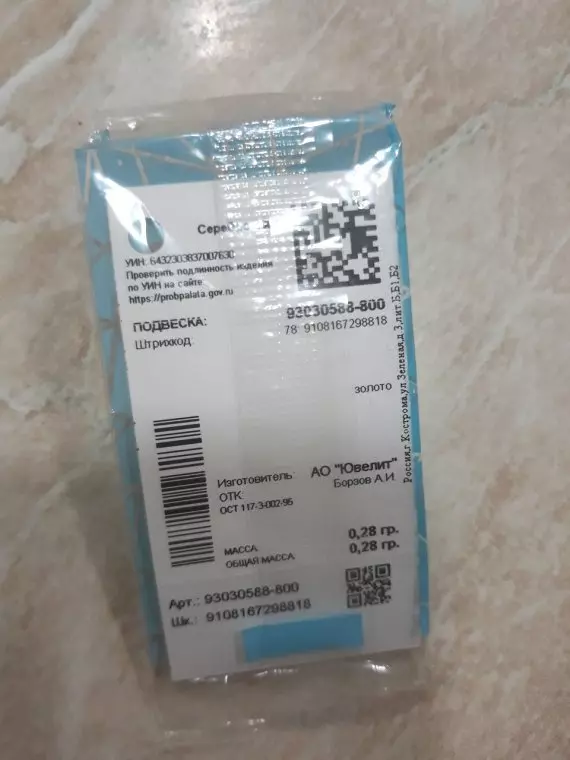 УИН: 6432303837007630
Проверить подлинность изделия
по УИН на сайте
https://probpalata.gov.ru
93030588-800
ПОДВЕСКА:
78 9108167298818
Штрихкод:
золото
Россия,г.Кострома,ул.Зеленая,д 3,лит.Б,Б1,Б2
Изготовитель: АО "Ювелит"
ОТК: Борзов А.И.
ОСТ 117-3-002-95
МАССА 0,28 гр.
ОБЩАЯ МАССА 0,28 гр.
Арт.: 93030588-800
Шк.: 9108167298818